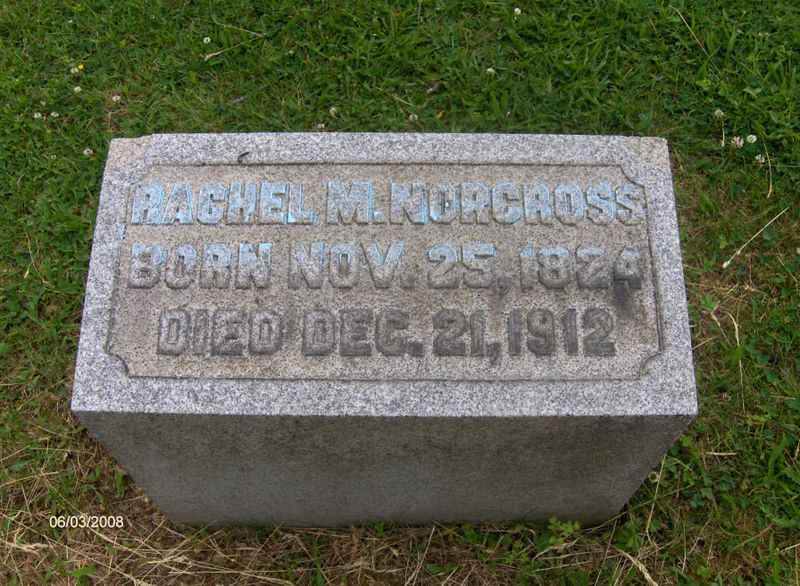 RACHEL M. NORCROSS
BORN NOV. 25, 1824
DIED DEC. 21, 1912
06/03/2008